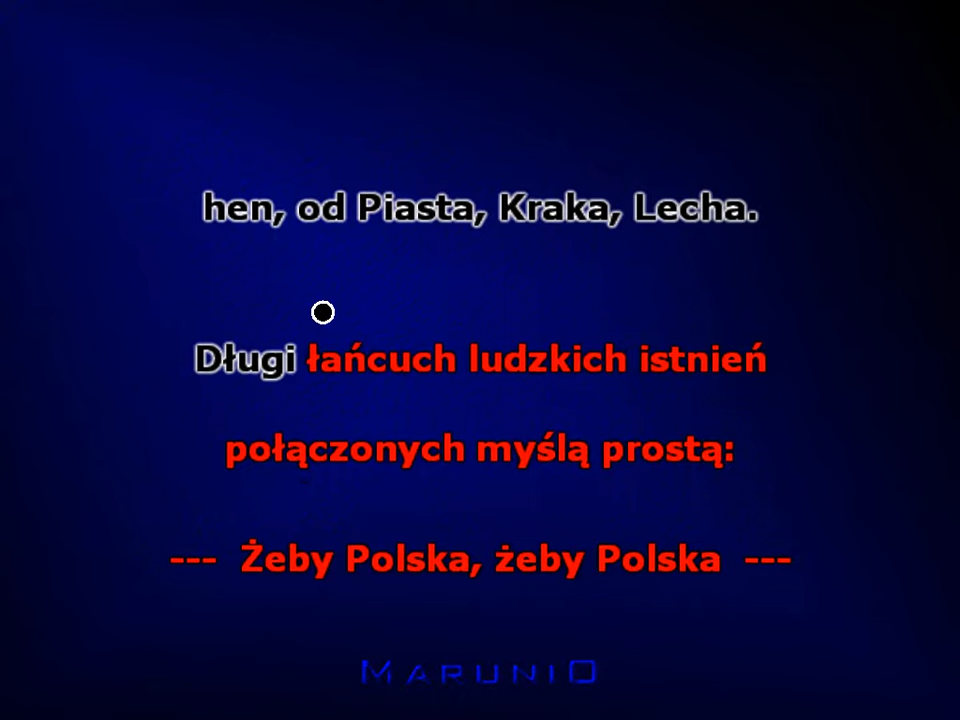 hen, od Piasta, Kraka, Lecha.
Długi łańcuch ludzkich istnień
połączonych myślą prostą:
--- Żeby Polska, żeby Polska ---
MARUNIO